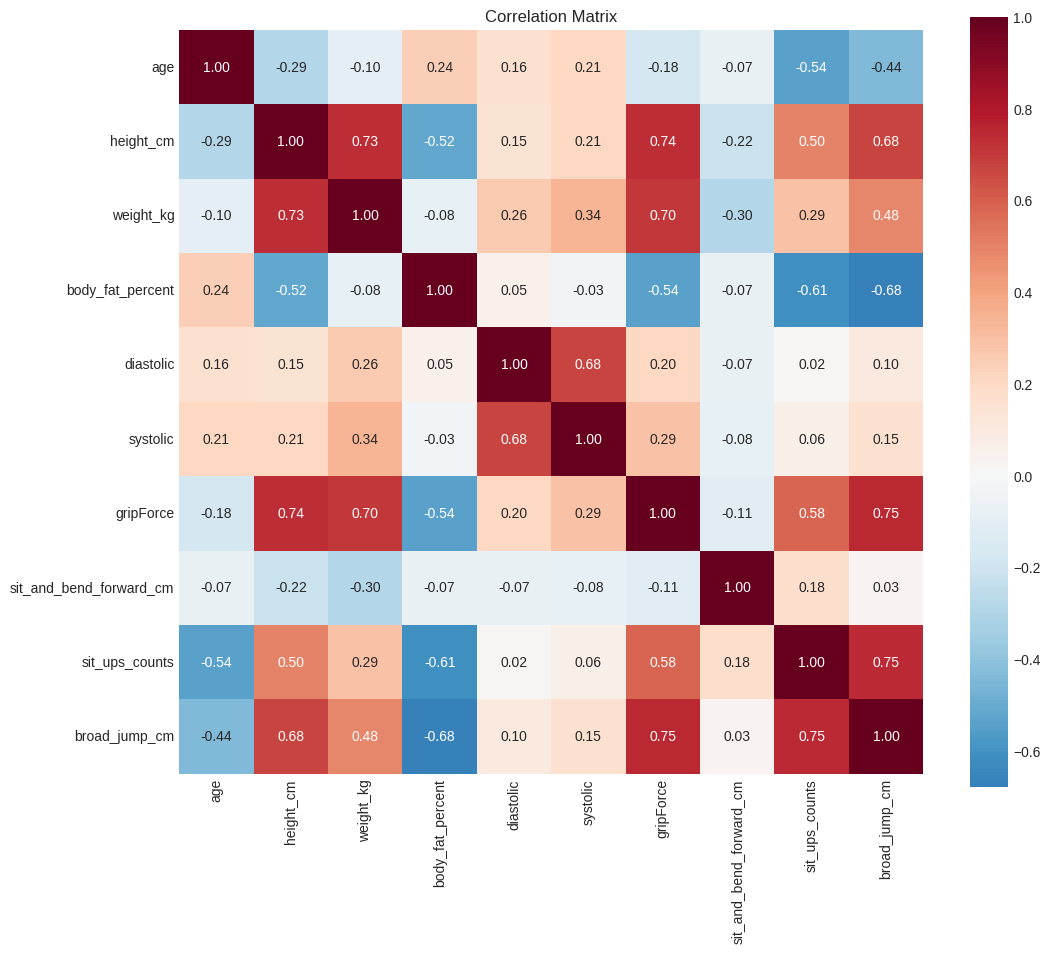 Correlation Matrix
age 1.00 -0.29 -0.10 0.24 0.16 0.21 -0.18 -0.07 -0.54 -0.44
height_cm -0.29 1.00 0.73 -0.52 0.15 0.21 0.74 -0.22 0.50 0.68
weight_kg -0.10 0.73 1.00 -0.08 0.26 0.34 0.70 -0.30 0.29 0.48
body_fat_percent 0.24 -0.52 -0.08 1.00 0.05 -0.03 -0.54 -0.07 -0.61 -0.68
diastolic 0.16 0.15 0.26 0.05 1.00 0.68 0.20 -0.07 0.02 0.10
systolic 0.21 0.21 0.34 -0.03 0.68 1.00 0.29 -0.08 0.06 0.15
gripForce -0.18 0.74 0.70 -0.54 0.20 0.29 1.00 -0.11 0.58 0.75
sit_and_bend_forward_cm -0.07 -0.22 -0.30 -0.07 -0.07 -0.08 -0.11 1.00 0.18 0.03
sit_ups_counts -0.54 0.50 0.29 -0.61 0.02 0.06 0.58 0.18 1.00 0.75
broad_jump_cm -0.44 0.68 0.48 -0.68 0.10 0.15 0.75 0.03 0.75 1.00
age
height_cm
weight_kg
body_fat_percent
diastolic
systolic
gripForce
sit_and_bend_forward_cm
sit_ups_counts
broad_jump_cm
1.0
0.8
0.6
0.4
0.2
0.0
−0.2
−0.4
−0.6